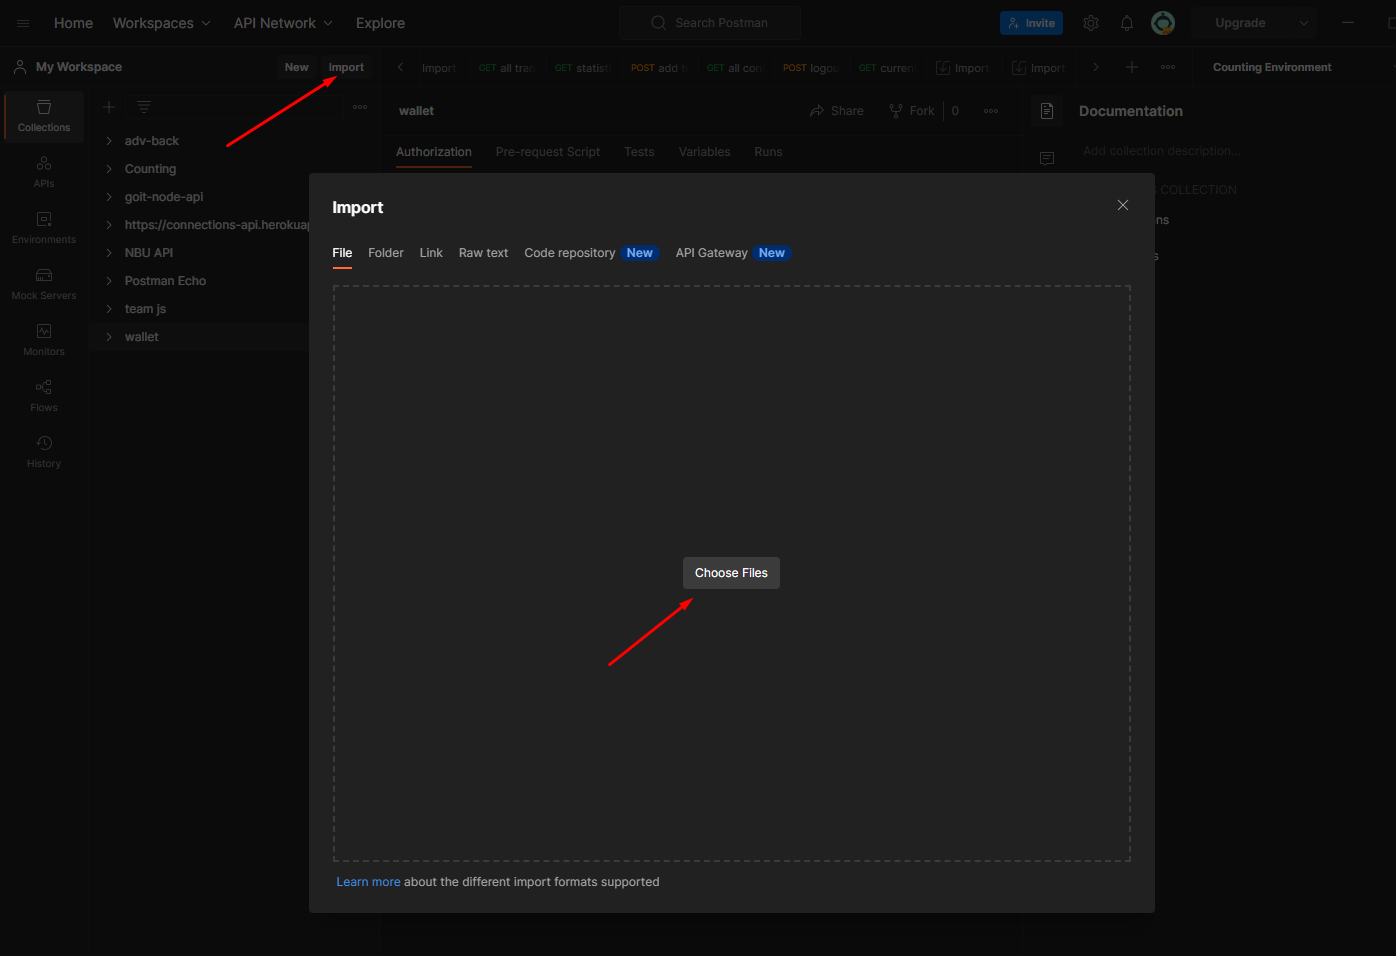 Home Workspaces API Network Explore Search Postman Invite Upgrade
My Workspace New Import
Import GET all tran GET statisti POST add t GET all con POST logou GET curren Import Import Counting Environment
Collections
APIs
Environments
Mock Servers
Monitors
Flows
History
adv-back
Counting
goit-node-api
https://connections-api.herokuap
NBU API
Postman Echo
team js
wallet
wallet Share Fork 0
Authorization Pre-request Script Tests Variables Runs
Documentation
Add collection description...
COLLECTION
ns
s
Import
File Folder Link Raw text Code repository New API Gateway New
Choose Files
Learn more about the different import formats supported